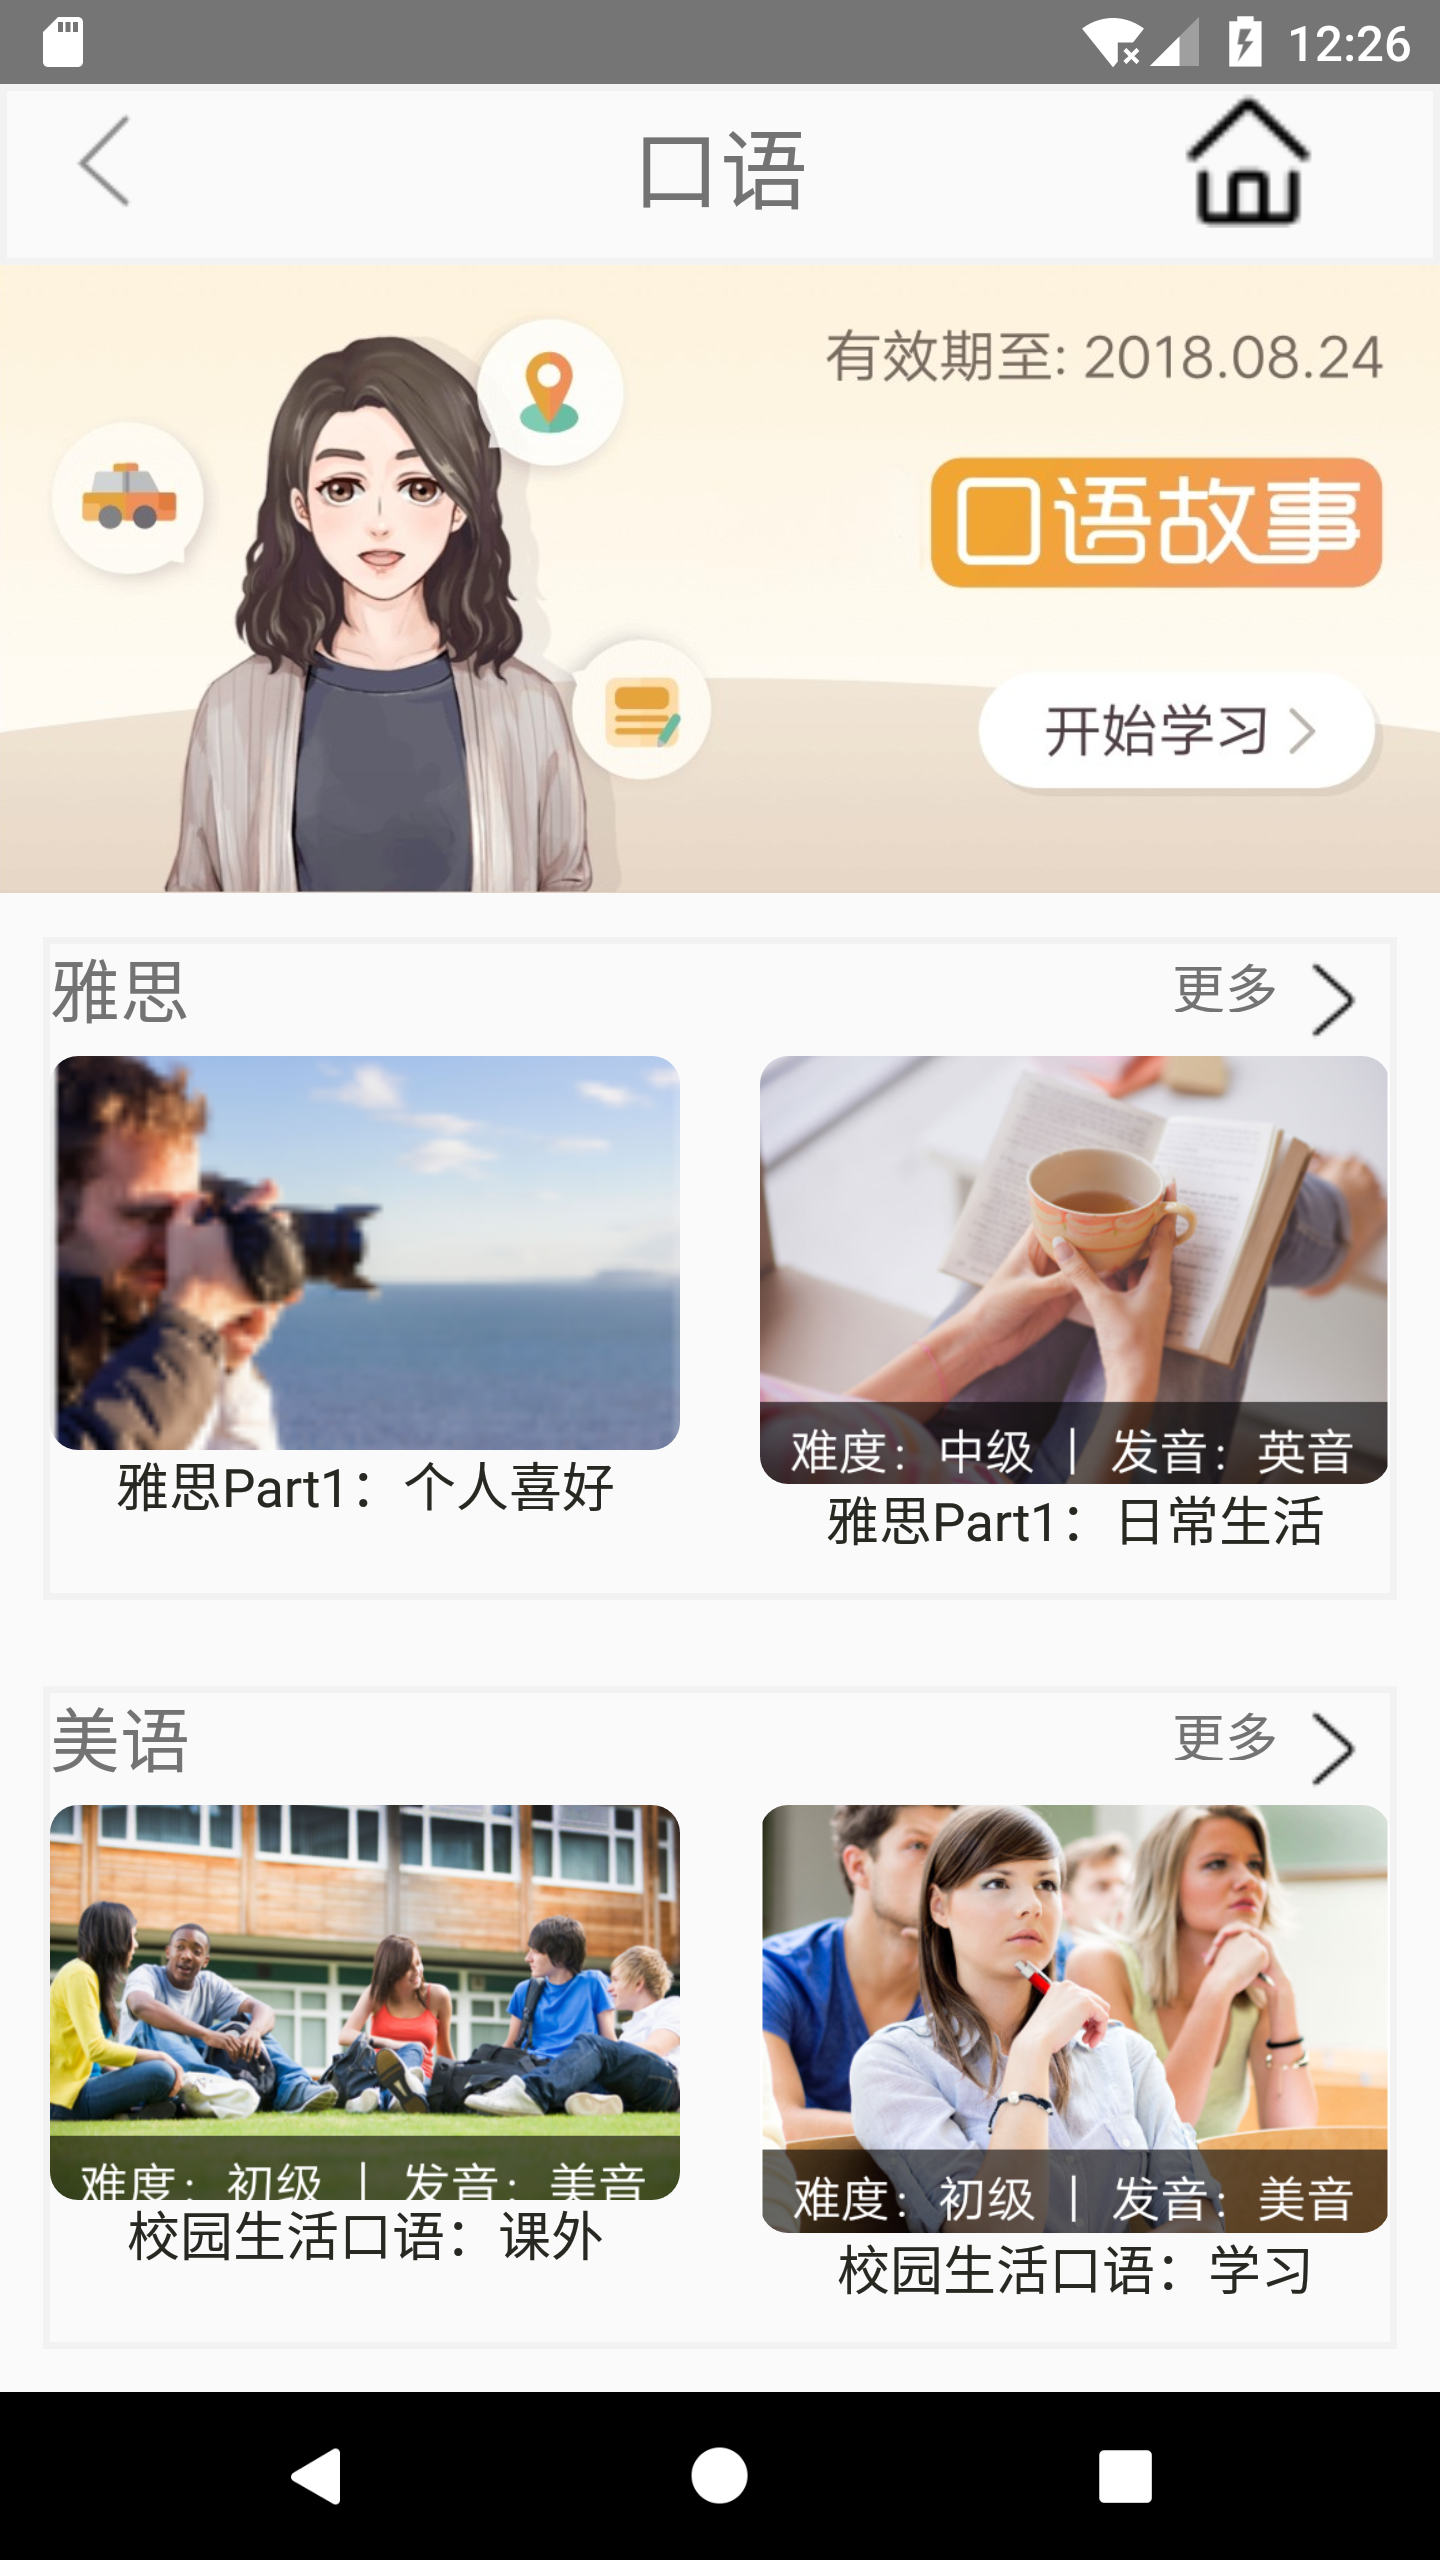 12:26
口语
有效期至: 2018.08.24
口语故事
开始学习
雅思
更多
雅思Part1：个人喜好
难度：中级 | 发音：英音
雅思Part1：日常生活
美语
更多
难度：初级 | 发音：美音
校园生活口语：课外
难度：初级 | 发音：美音
校园生活口语：学习